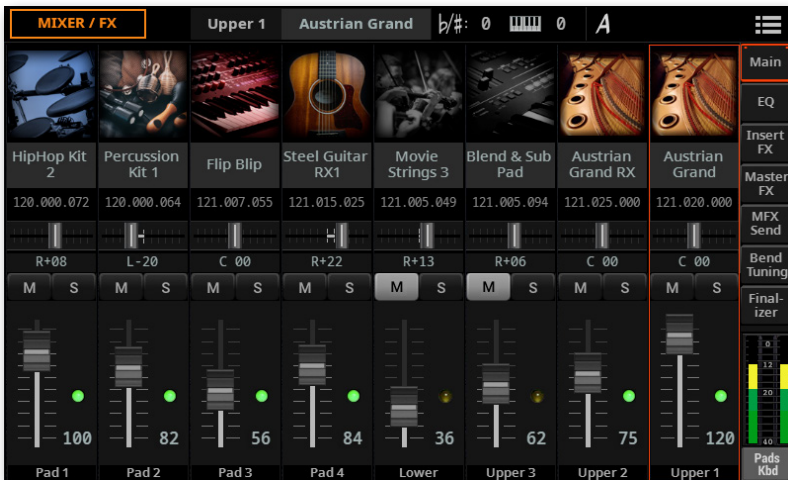 MIXER / FX
Upper 1
Austrian Grand
♭/#: 0
0
A
HipHop Kit
2
Percussion
Kit 1
Flip Blip
Steel Guitar
RX1
Movie
Strings 3
Blend & Sub
Pad
Austrian
Grand RX
Austrian
Grand
120.000.072 120.000.064 121.007.055 121.015.025 121.005.049 121.005.094 121.025.000 121.020.000
R+08 L-20 C 00 R+22 R+13 R+06 C 00 C 00
M S M S M S M S M S M S M S M S
100 82 56 84 36 62 75 120
Pad 1 Pad 2 Pad 3 Pad 4 Lower Upper 3 Upper 2 Upper 1
Main
EQ
Insert
FX
Master
FX
MFX
Send
Bend
Tuning
Final-
izer
0
12
20
40
Pads
Kbd